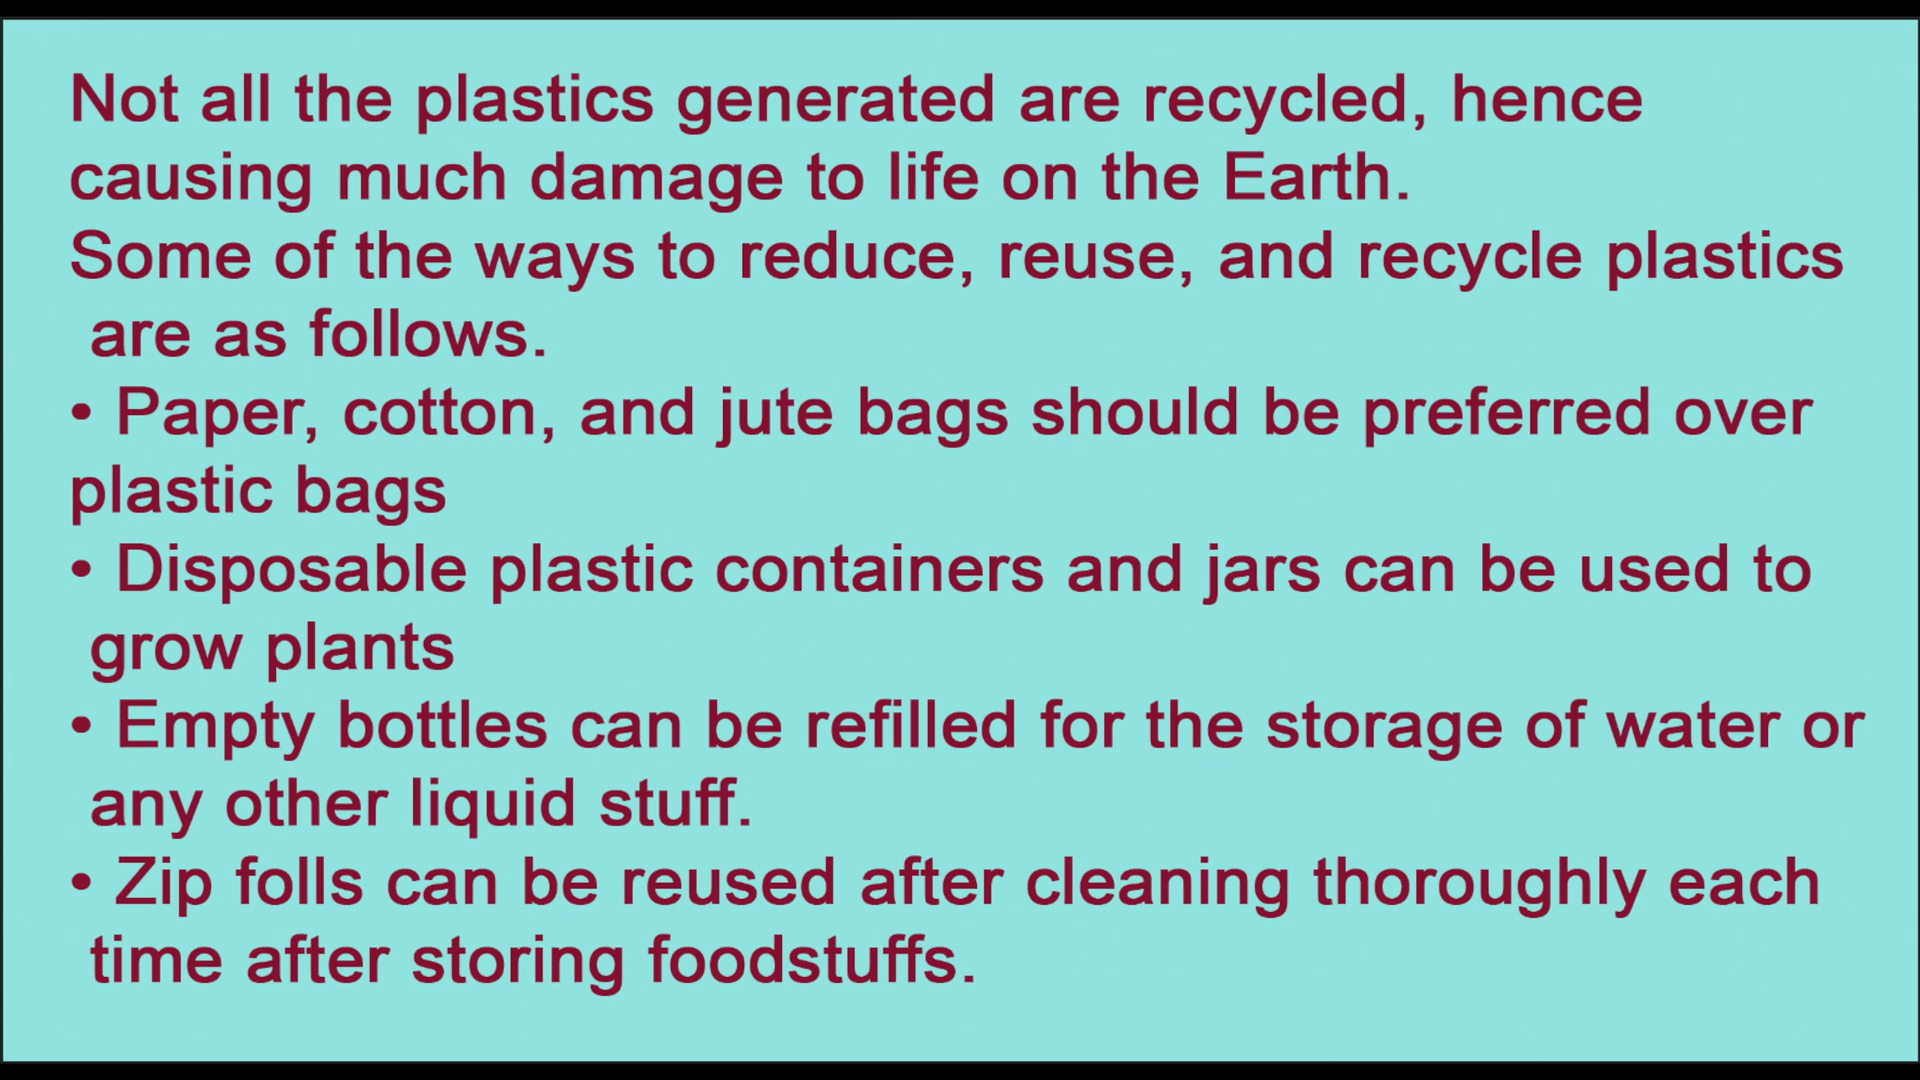 Not all the plastics generated are recycled, hence
causing much damage to life on the Earth.
Some of the ways to reduce, reuse, and recycle plastics
are as follows.
• Paper, cotton, and jute bags should be preferred over
plastic bags
• Disposable plastic containers and jars can be used to
grow plants
• Empty bottles can be refilled for the storage of water or
any other liquid stuff.
• Zip folls can be reused after cleaning thoroughly each
time after storing foodstuffs.